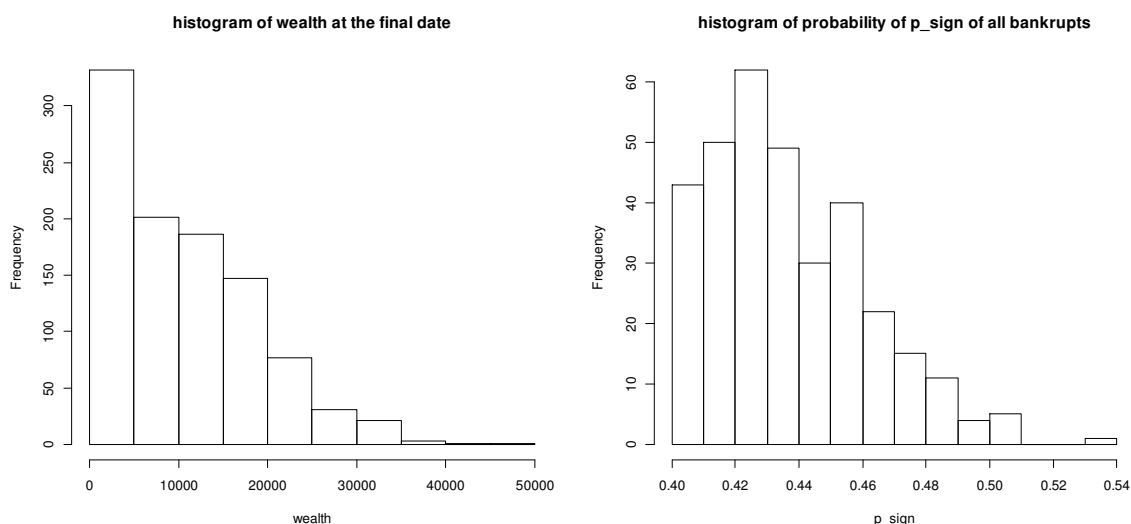 histogram of wealth at the final date
Frequency
0 50 100 150 200 250 300
0 10000 20000 30000 40000 50000
wealth
histogram of probability of p_sign of all bankrupts
Frequency
0 10 20 30 40 50 60
0.40 0.42 0.44 0.46 0.48 0.50 0.52 0.54
p_sign